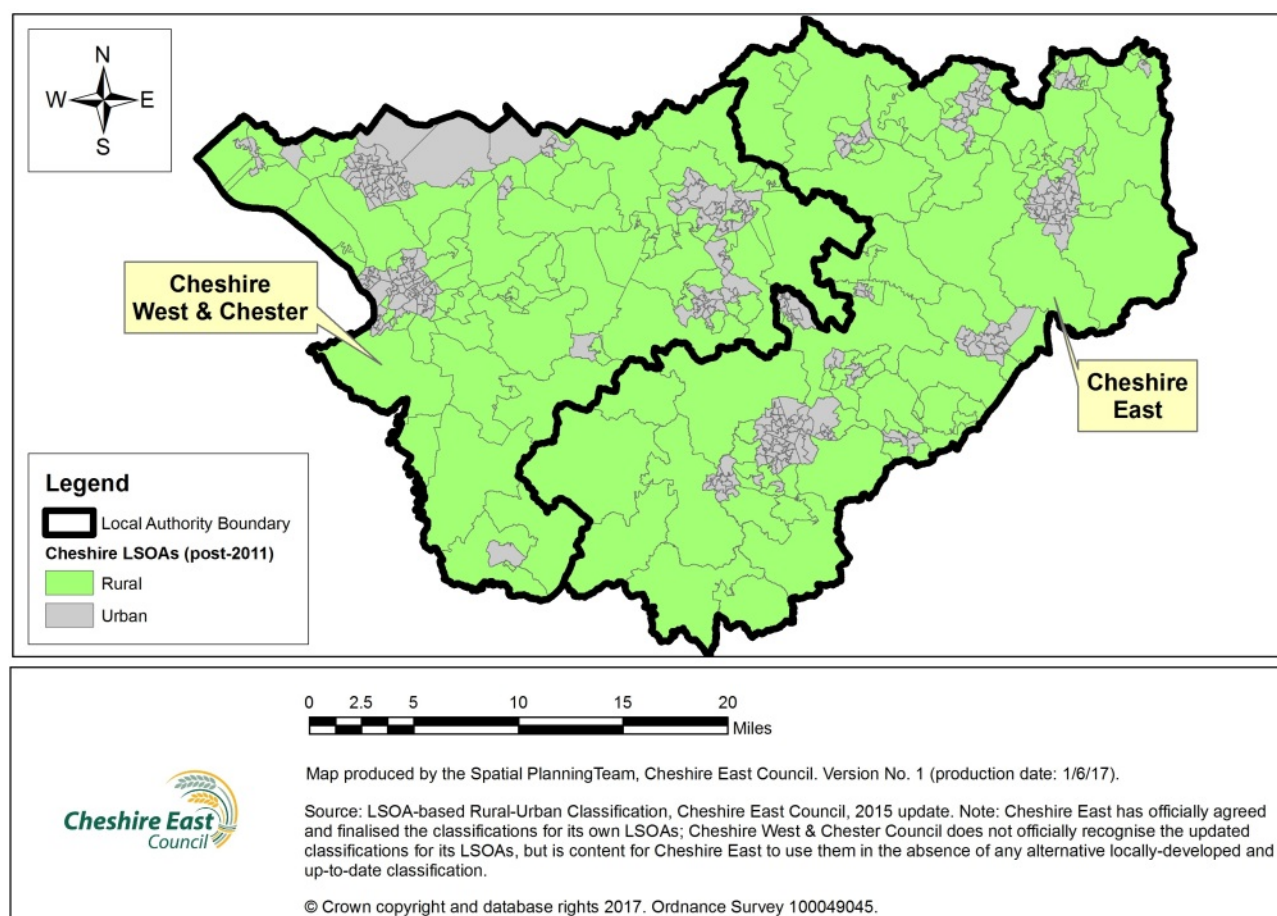 N
W E
S
Cheshire
West & Chester
Cheshire
East
Legend
Local Authority Boundary
Cheshire LSOAs (post-2011)
Rural
Urban
0 2.5 5 10 15 20
Miles
Map produced by the Spatial PlanningTeam, Cheshire East Council. Version No. 1 (production date: 1/6/17).
Source: LSOA-based Rural-Urban Classification, Cheshire East Council, 2015 update. Note: Cheshire East has officially agreed
and finalised the classifications for its own LSOAs; Cheshire West & Chester Council does not officially recognise the updated
classifications for its LSOAs, but is content for Cheshire East to use them in the absence of any alternative locally-developed and
up-to-date classification.
© Crown copyright and database rights 2017. Ordnance Survey 100049045.
Cheshire East
Council